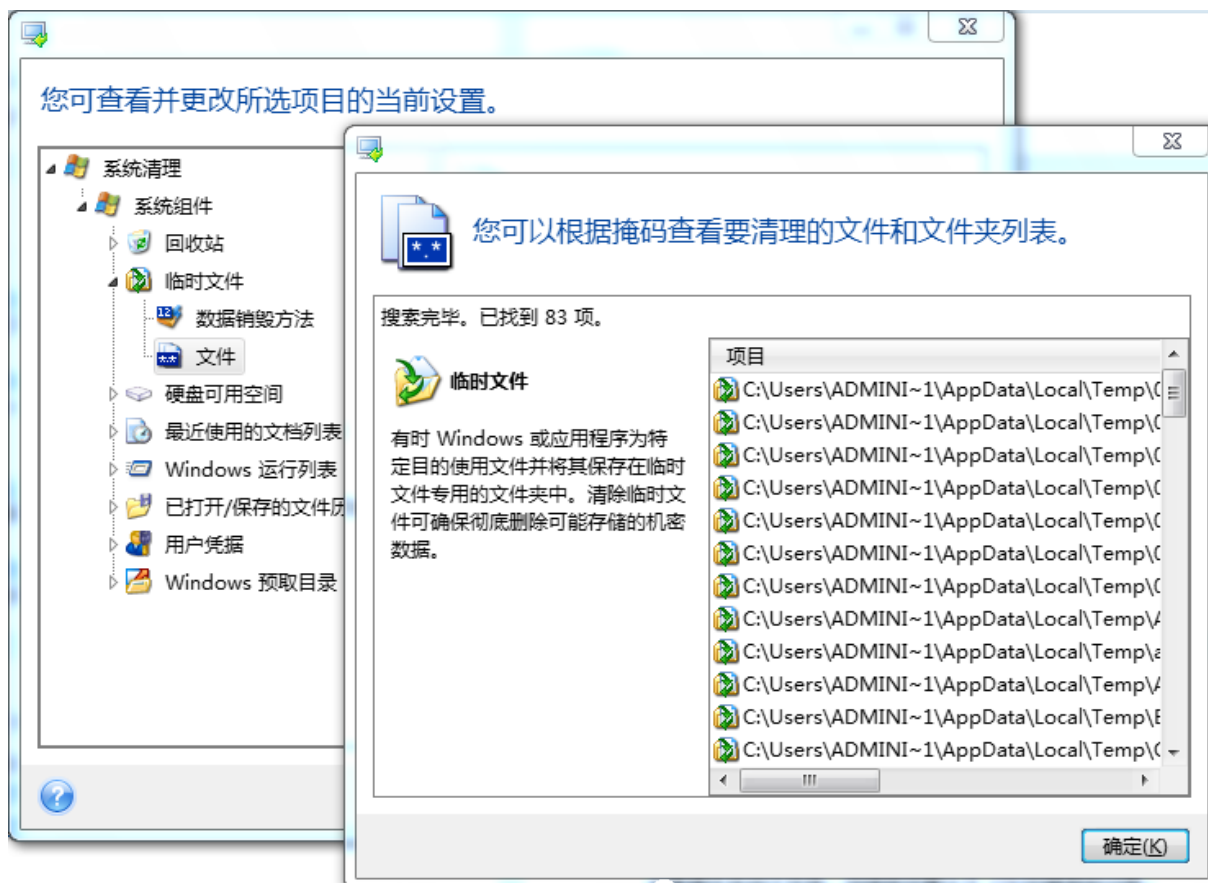 您可查看并更改所选项目的当前设置。
系统清理
系统组件
回收站
临时文件
数据销毁方法
文件
硬盘可用空间
最近使用的文档列表
Windows 运行列表
已打开/保存的文件历
用户凭据
Windows 预取目录
您可以根据掩码查看要清理的文件和文件夹列表。
搜索完毕。已找到 83 项。
临时文件
有时 Windows 或应用程序为特
定目的使用文件并将其保存在临时
文件专用的文件夹中。清除临时文
件可确保彻底删除可能存储的机密
数据。
项目
C:\Users\ADMINI~1\AppData\Local\Temp\
C:\Users\ADMINI~1\AppData\Local\Temp\
C:\Users\ADMINI~1\AppData\Local\Temp\
C:\Users\ADMINI~1\AppData\Local\Temp\
C:\Users\ADMINI~1\AppData\Local\Temp\
C:\Users\ADMINI~1\AppData\Local\Temp\
C:\Users\ADMINI~1\AppData\Local\Temp\
C:\Users\ADMINI~1\AppData\Local\Temp\
C:\Users\ADMINI~1\AppData\Local\Temp\
C:\Users\ADMINI~1\AppData\Local\Temp\
C:\Users\ADMINI~1\AppData\Local\Temp\
C:\Users\ADMINI~1\AppData\Local\Temp\
确定(K)